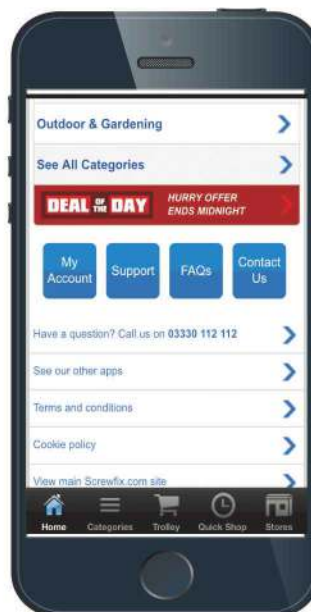 Outdoor & Gardening
See All Categories
DEAL OF THE DAY
HURRY OFFER
ENDS MIDNIGHT
My
Account
Support
FAQs
Contact
Us
Have a question? Call us on 03330 112 112
See our other apps
Terms and conditions
Cookie policy
View main Screwfix.com site
Home
Categories
Trolley
Quick Shop
Stores